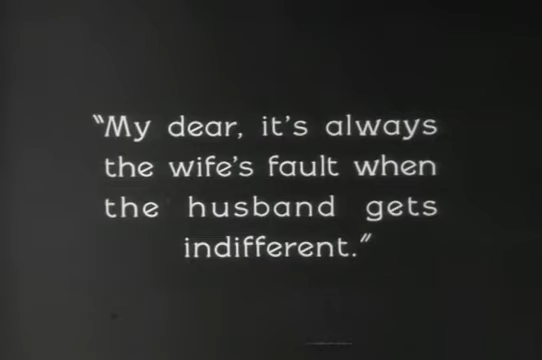 "My dear, it's always
the wife's fault when
the husband gets
indifferent."